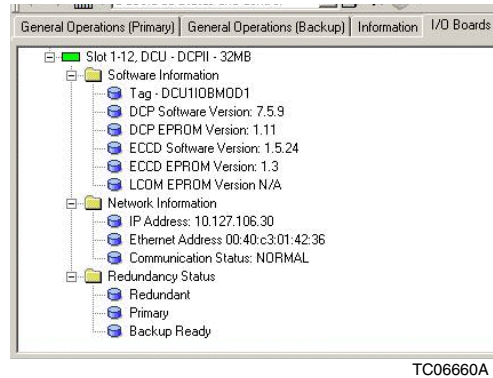 General Operations (Primary) General Operations (Backup) Information I/O Boards
Slot 1-12, DCU - DCPII - 32MB
Software Information
Tag - DCU1IOBMOD1
DCP Software Version: 7.5.9
DCP EPROM Version: 1.11
ECCD Software Version: 1.5.24
ECCD EPROM Version: 1.3
LCOM EPROM Version N/A
Network Information
IP Address: 10.127.106.30
Ethernet Address 00:40:c3:01:42:36
Communication Status: NORMAL
Redundancy Status
Redundant
Primary
Backup Ready
TC06660A